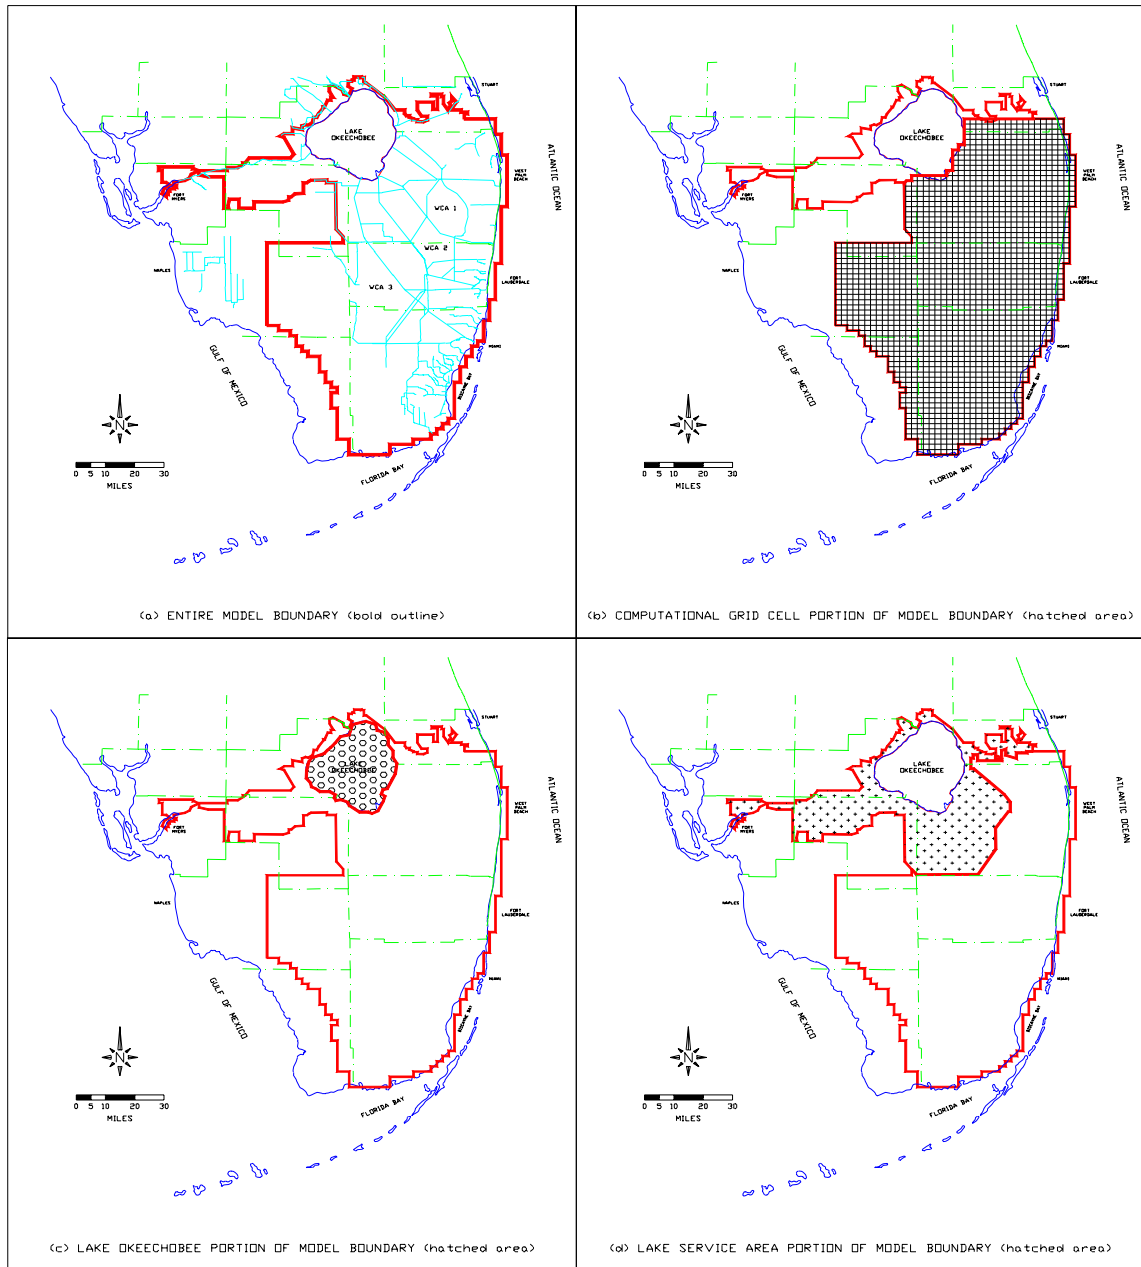 STUART
LAKE
OKEECHOBEE
ATLANTIC OCEAN
WEST
PALM
BEACH
FORT
MYERS
WCA 1
WCA 2
NAPLES
FORT
LAUDERDALE
WCA 3
MIAMI
GULF OF MEXICO
BISCAYNE BAY
N
0 5 10 20 30
MILES
FLORIDA BAY
(a) ENTIRE MODEL BOUNDARY (bold outline)
STUART
LAKE
OKEECHOBEE
ATLANTIC OCEAN
WEST
PALM
BEACH
FORT
MYERS
NAPLES
FORT
LAUDERDALE
MIAMI
GULF OF MEXICO
BISCAYNE BAY
N
0 5 10 20 30
MILES
FLORIDA BAY
(b) COMPUTATIONAL GRID CELL PORTION OF MODEL BOUNDARY (hatched area)
STUART
LAKE
OKEECHOBEE
ATLANTIC OCEAN
WEST
PALM
BEACH
FORT
MYERS
NAPLES
FORT
LAUDERDALE
MIAMI
GULF OF MEXICO
BISCAYNE BAY
N
0 5 10 20 30
MILES
FLORIDA BAY
(c) LAKE OKEECHOBEE PORTION OF MODEL BOUNDARY (hatched area)
STUART
LAKE
OKEECHOBEE
ATLANTIC OCEAN
WEST
PALM
BEACH
FORT
MYERS
NAPLES
FORT
LAUDERDALE
MIAMI
GULF OF MEXICO
BISCAYNE BAY
N
0 5 10 20 30
MILES
FLORIDA BAY
(d) LAKE SERVICE AREA PORTION OF MODEL BOUNDARY (hatched area)